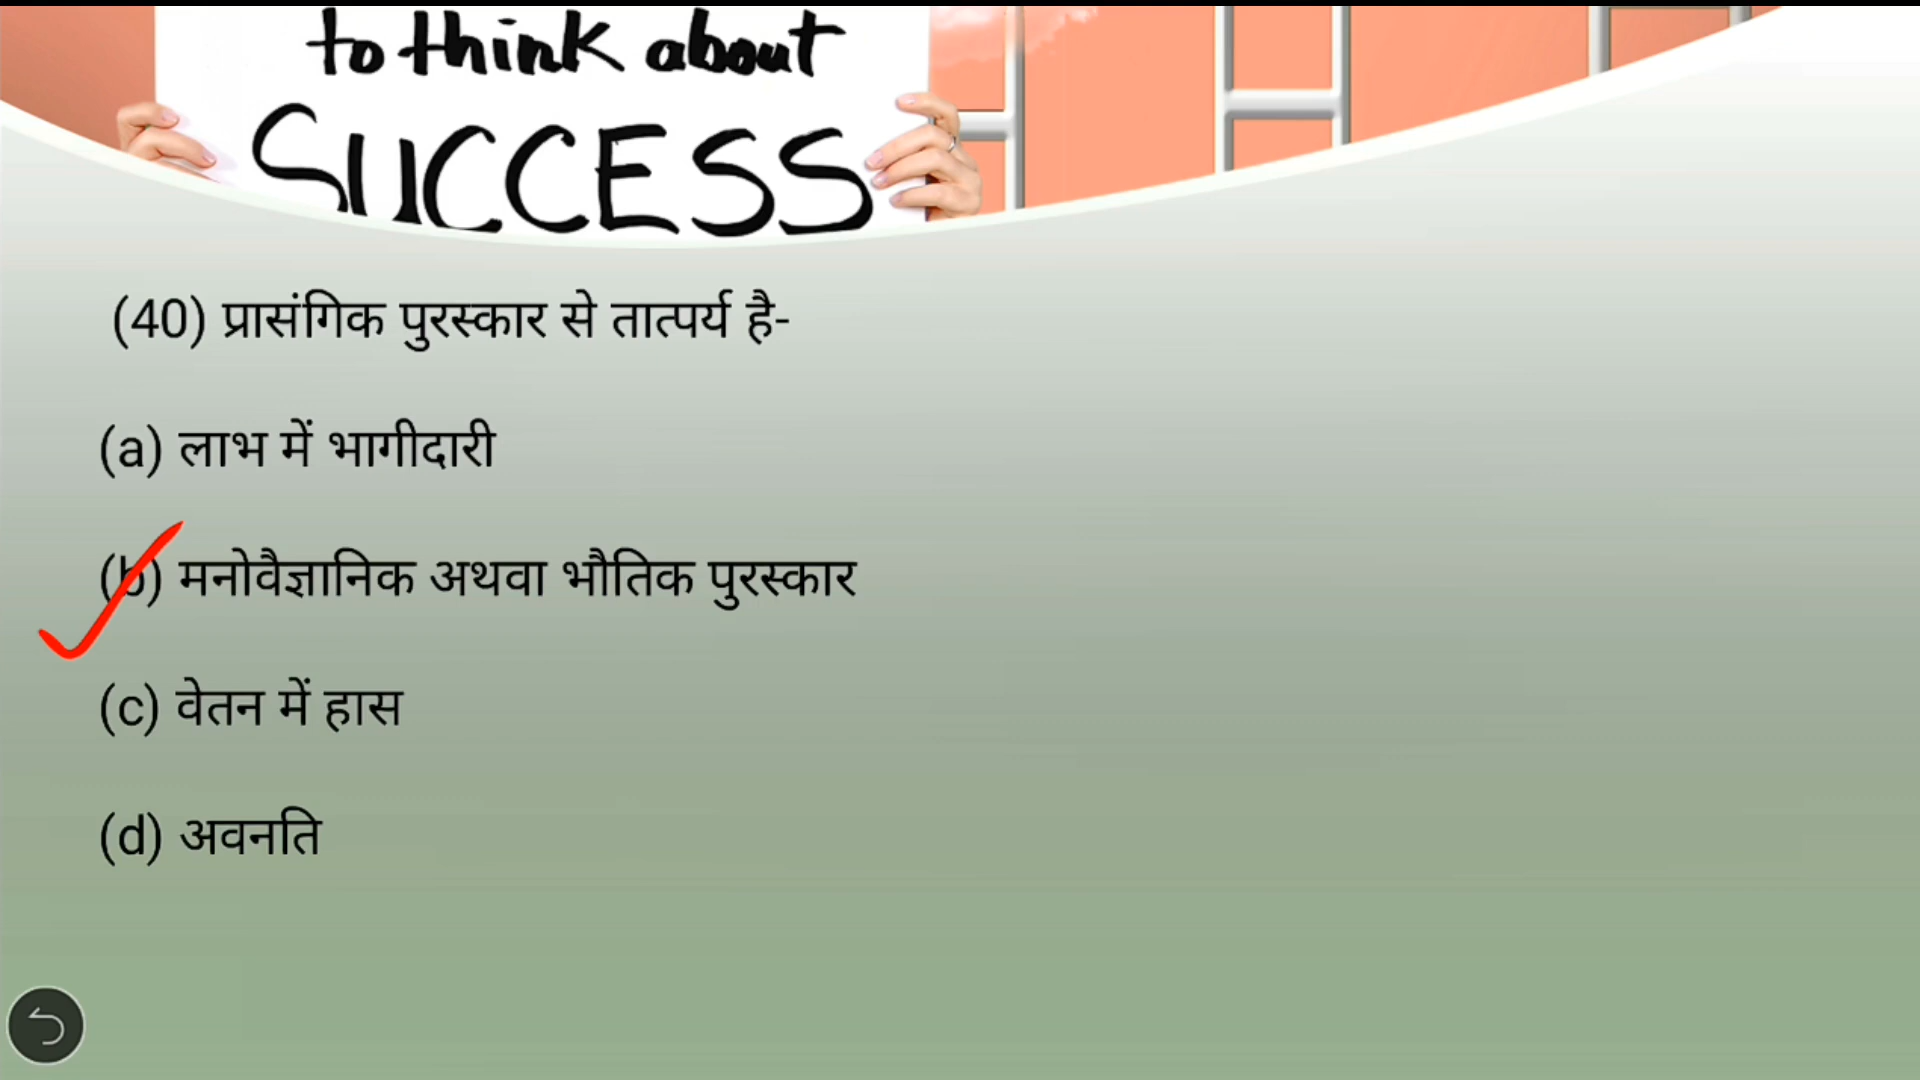 to think about
SUCCESS
(40) प्रासंगिक पुरस्कार से तात्पर्य है-
(a) लाभ में भागीदारी
(b) मनोवैज्ञानिक अथवा भौतिक पुरस्कार
(c) वेतन में हास
(d) अवनति